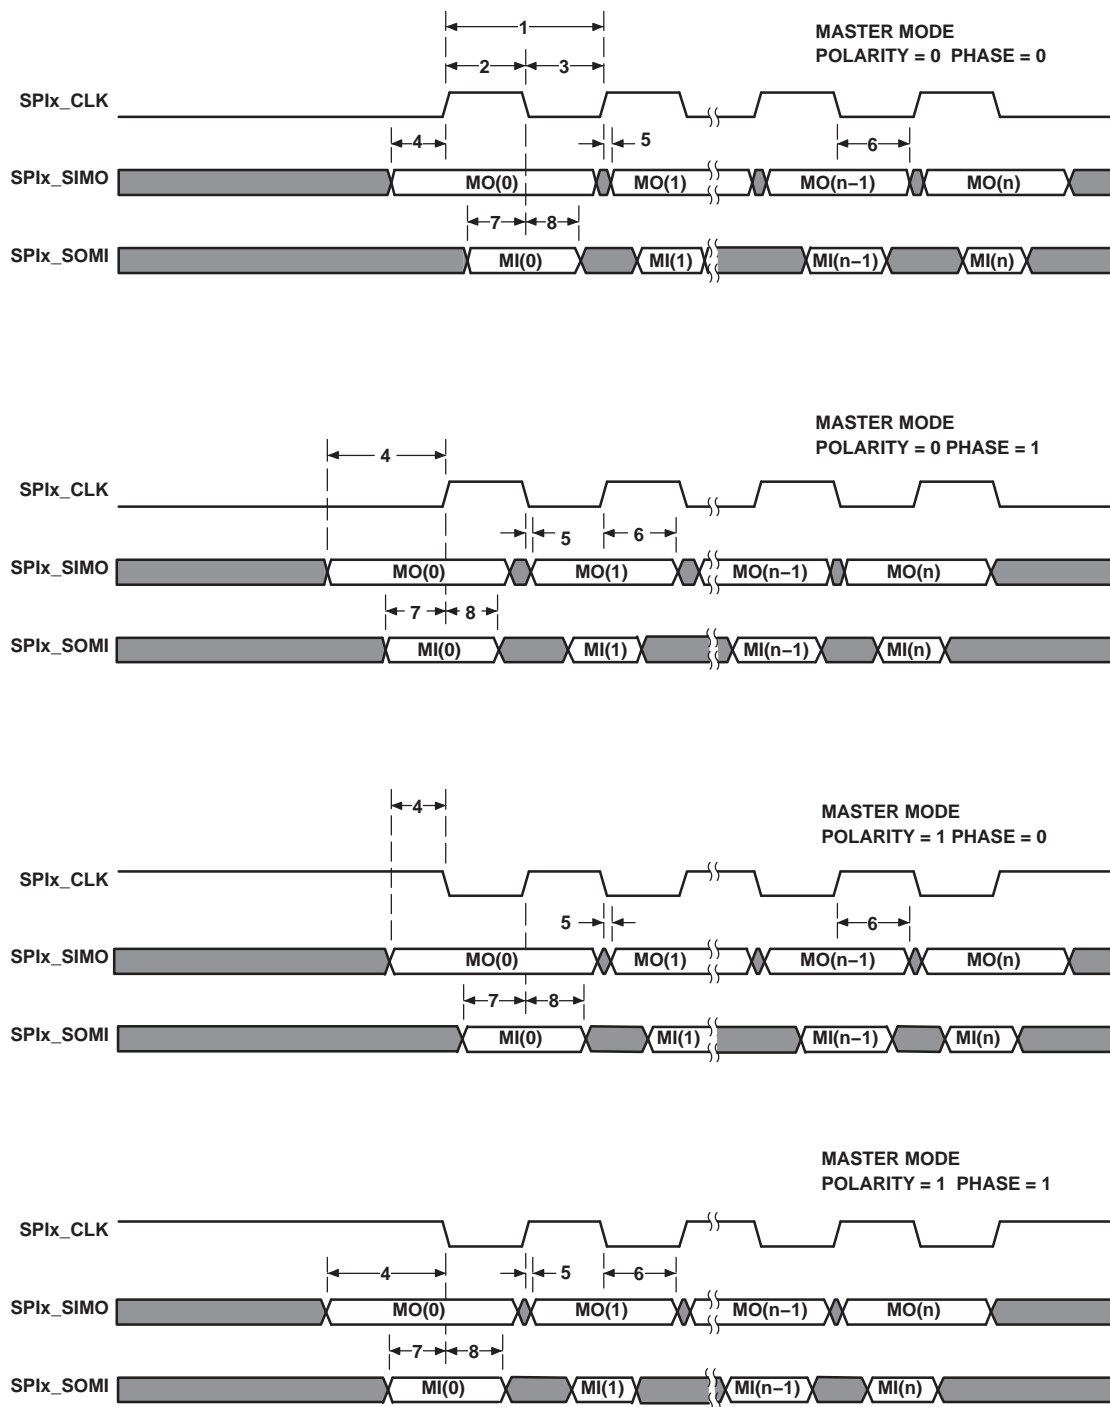 1
MASTER MODE
POLARITY = 0 PHASE = 0
2 3
SPIx_CLK
4 5 6
SPIx_SIMO MO(0) MO(1) MO(n−1) MO(n)
7 8
SPIx_SOMI MI(0) MI(1) MI(n−1) MI(n)
MASTER MODE
POLARITY = 0 PHASE = 1
4
SPIx_CLK
5 6
SPIx_SIMO MO(0) MO(1) MO(n−1) MO(n)
7 8
SPIx_SOMI MI(0) MI(1) MI(n−1) MI(n)
4
MASTER MODE
POLARITY = 1 PHASE = 0
SPIx_CLK
5 6
SPIx_SIMO MO(0) MO(1) MO(n−1) MO(n)
7 8
SPIx_SOMI MI(0) MI(1) MI(n−1) MI(n)
MASTER MODE
POLARITY = 1 PHASE = 1
SPIx_CLK
4 5 6
SPIx_SIMO MO(0) MO(1) MO(n−1) MO(n)
7 8
SPIx_SOMI MI(0) MI(1) MI(n−1) MI(n)